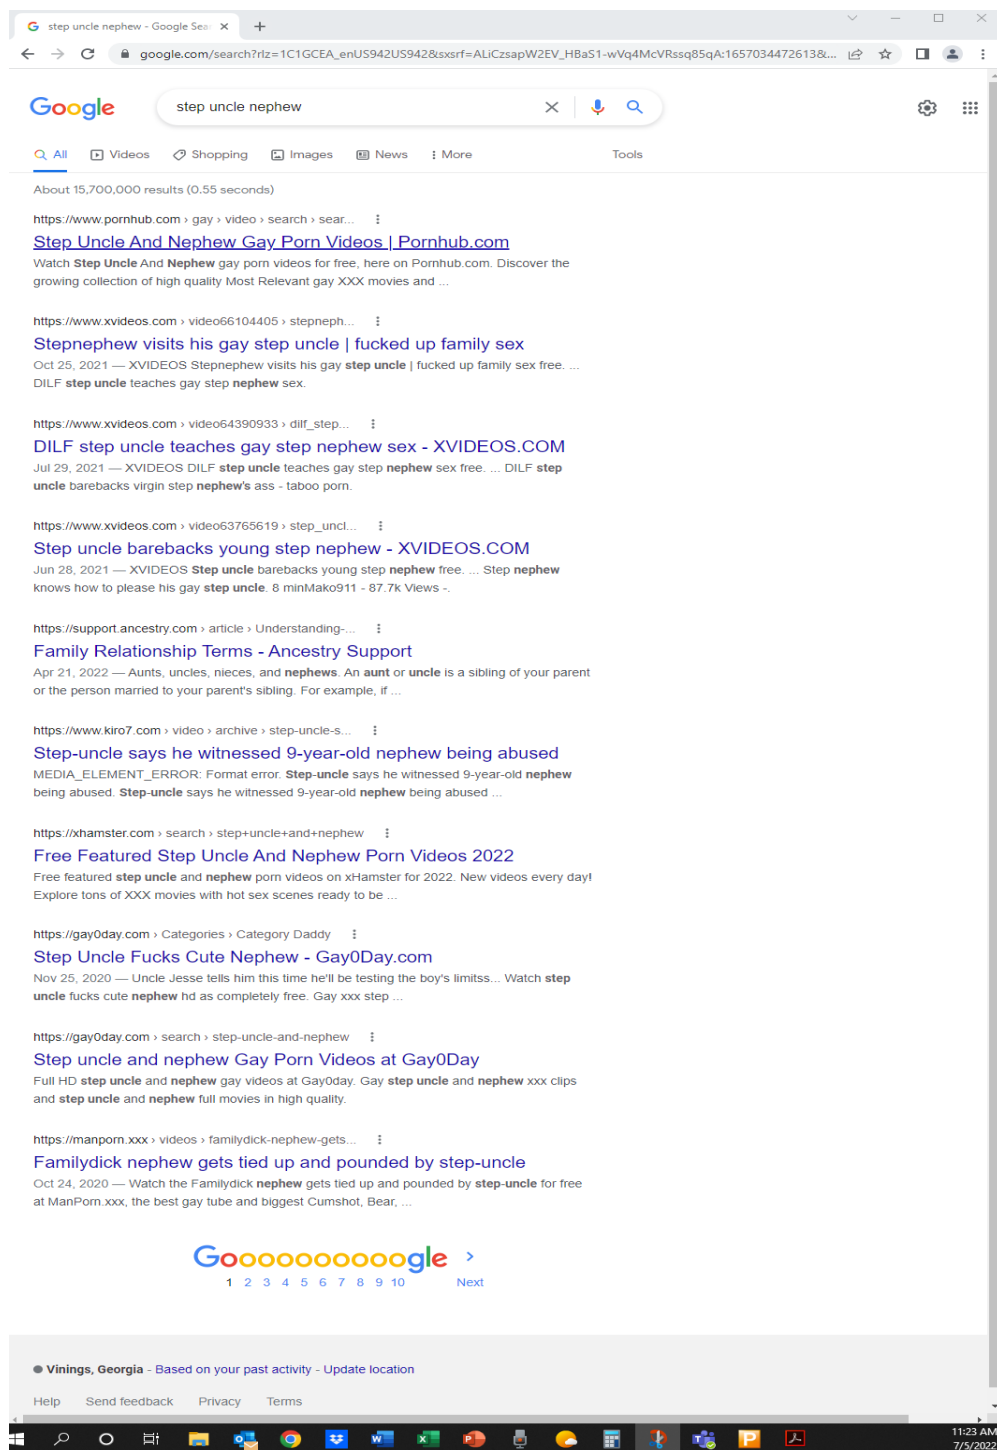 step uncle nephew - Google Sea
google.com/search?rlz=1C1GCEA_enUS942US942&sxsrf=ALiCzsapW2EV_HBaS1-wVq4McVRssq85qA:1657034472613&...
Google
step uncle nephew
All Videos Shopping Images News More Tools
About 15,700,000 results (0.55 seconds)
https://www.pornhub.com › gay › video › search › sear...
Step Uncle And Nephew Gay Porn Videos | Pornhub.com
Watch Step Uncle And Nephew gay porn videos for free, here on Pornhub.com. Discover the
growing collection of high quality Most Relevant gay XXX movies and ...
https://www.xvideos.com › video66104405 › stepneph...
Stepnephew visits his gay step uncle | fucked up family sex
Oct 25, 2021 — XVIDEOS Stepnephew visits his gay step uncle | fucked up family sex free. ...
DILF step uncle teaches gay step nephew sex.
https://www.xvideos.com › video64390933 › dilf_step...
DILF step uncle teaches gay step nephew sex - XVIDEOS.COM
Jul 29, 2021 — XVIDEOS DILF step uncle teaches gay step nephew sex free. ... DILF step
uncle barebacks virgin step nephew's ass - taboo porn.
https://www.xvideos.com › video63765619 › step_uncl...
Step uncle barebacks young step nephew - XVIDEOS.COM
Jun 28, 2021 — XVIDEOS Step uncle barebacks young step nephew free. ... Step nephew
knows how to please his gay step uncle. 8 minMako911 - 87.7k Views -.
https://support.ancestry.com › article › Understanding-...
Family Relationship Terms - Ancestry Support
Apr 21, 2022 — Aunts, uncles, nieces, and nephews. An aunt or uncle is a sibling of your parent
or the person married to your parent's sibling. For example, if ...
https://www.kiro7.com › video › archive › step-uncle-s...
Step-uncle says he witnessed 9-year-old nephew being abused
MEDIA_ELEMENT_ERROR: Format error. Step-uncle says he witnessed 9-year-old nephew
being abused. Step-uncle says he witnessed 9-year-old nephew being abused ...
https://xhamster.com › search › step+uncle+and+nephew
Free Featured Step Uncle And Nephew Porn Videos 2022
Free featured step uncle and nephew porn videos on xHamster for 2022. New videos every day!
Explore tons of XXX movies with hot sex scenes ready to be ...
https://gay0day.com › Categories › Category Daddy
Step Uncle Fucks Cute Nephew - Gay0Day.com
Nov 25, 2020 — Uncle Jesse tells him this time he'll be testing the boy's limitss... Watch step
uncle fucks cute nephew hd as completely free. Gay xxx step ...
https://gay0day.com › search › step-uncle-and-nephew
Step uncle and nephew Gay Porn Videos at Gay0Day
Full HD step uncle and nephew gay videos at Gay0day. Gay step uncle and nephew xxx clips
and step uncle and nephew full movies in high quality.
https://manporn.xxx › videos › familydick-nephew-gets...
Familydick nephew gets tied up and pounded by step-uncle
Oct 24, 2020 — Watch the Familydick nephew gets tied up and pounded by step-uncle for free
at ManPorn.xxx, the best gay tube and biggest Cumshot, Bear, ...
Goooooooooogle >
1 2 3 4 5 6 7 8 9 10 Next
Vinings, Georgia - Based on your past activity - Update location
Help Send feedback Privacy Terms
11:23 AM
7/5/2022